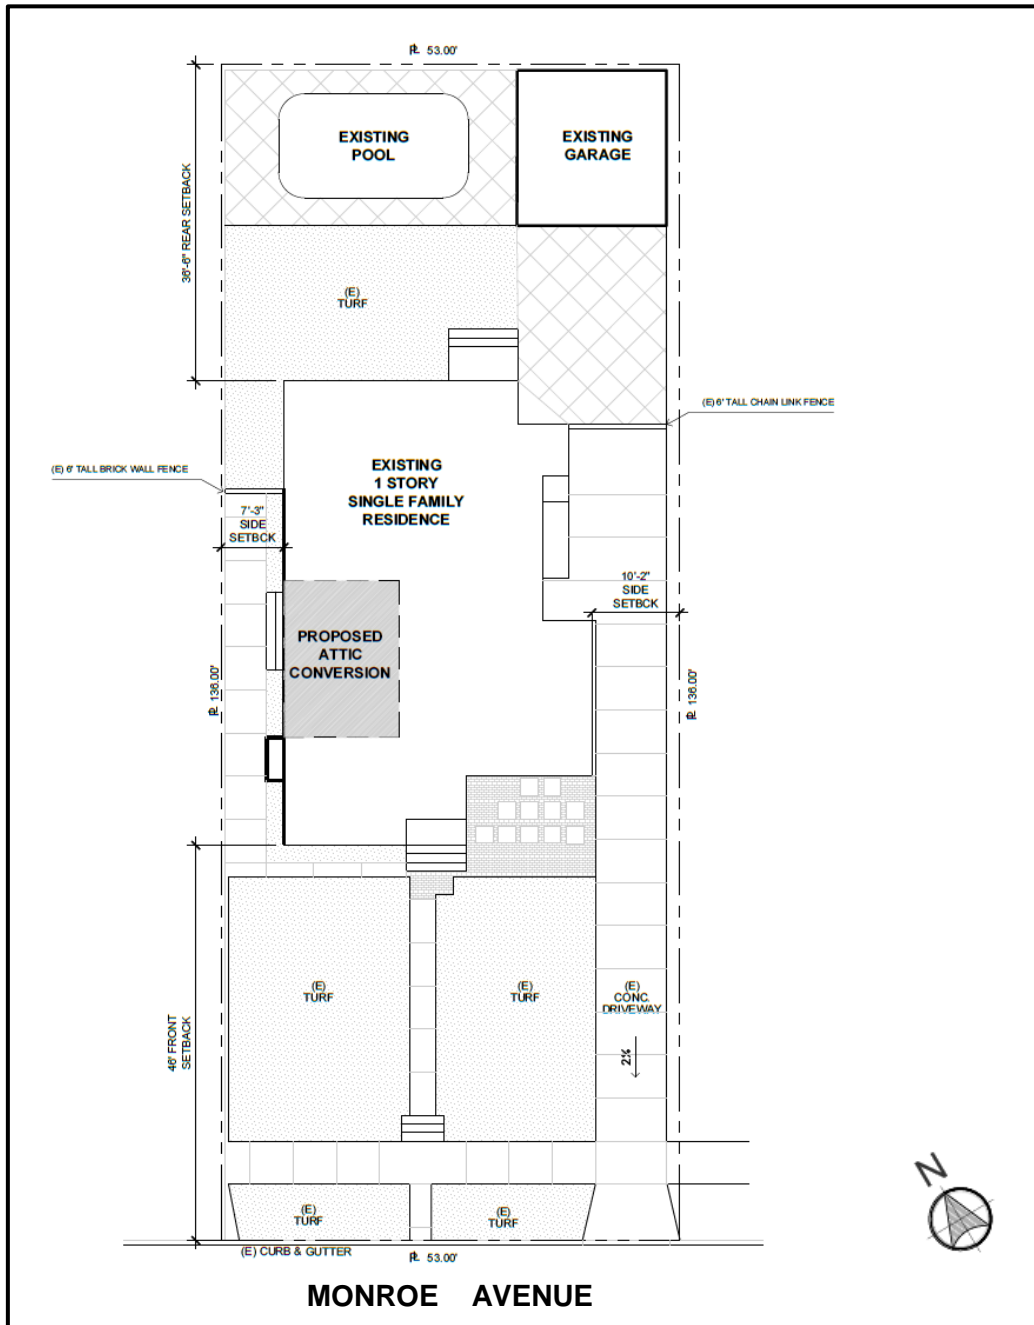 ℄ 53.00'
EXISTING
POOL
EXISTING
GARAGE
36'-6" REAR SETBACK
(E)
TURF
(E) 6' TALL CHAIN LINK FENCE
(E) 6' TALL BRICK WALL FENCE
EXISTING
1 STORY
SINGLE FAMILY
RESIDENCE
7'-3"
SIDE
SETBCK
10'-2"
SIDE
SETBCK
PROPOSED
ATTIC
CONVERSION
℄ 136.00'
℄ 136.00'
46' FRONT
SETBACK
(E)
TURF
(E)
TURF
(E)
CONC.
DRIVEWAY
2%
(E)
TURF
(E)
TURF
(E) CURB & GUTTER
℄ 53.00'
N
MONROE AVENUE